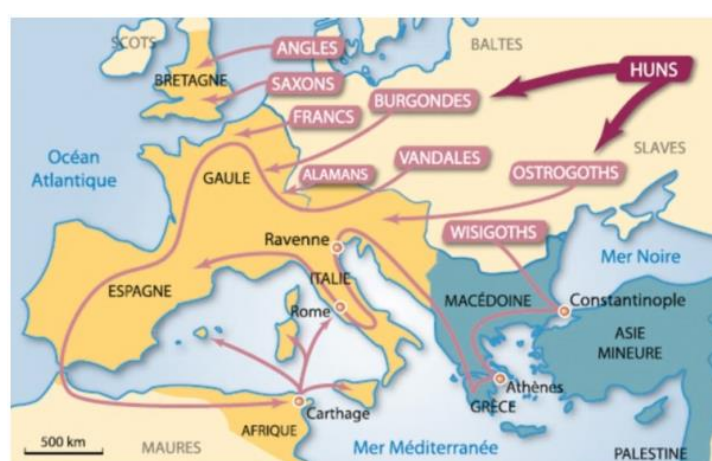 SCOTS
ANGLES
BALTES
BRETAGNE
SAXONS
HUNS
BURGONDES
FRANCS
SLAVES
VANDALES
Océan
Atlantique
GAULE
ALAMANS
OSTROGOTHS
WISIGOTHS
Ravenne
Mer Noire
ESPAGNE
ITALIE
MACÉDOINE
Constantinople
Rome
ASIE
MINEURE
Athènes
GRÈCE
Carthage
AFRIQUE
500 km
MAURES
Mer Méditerranée
PALESTINE